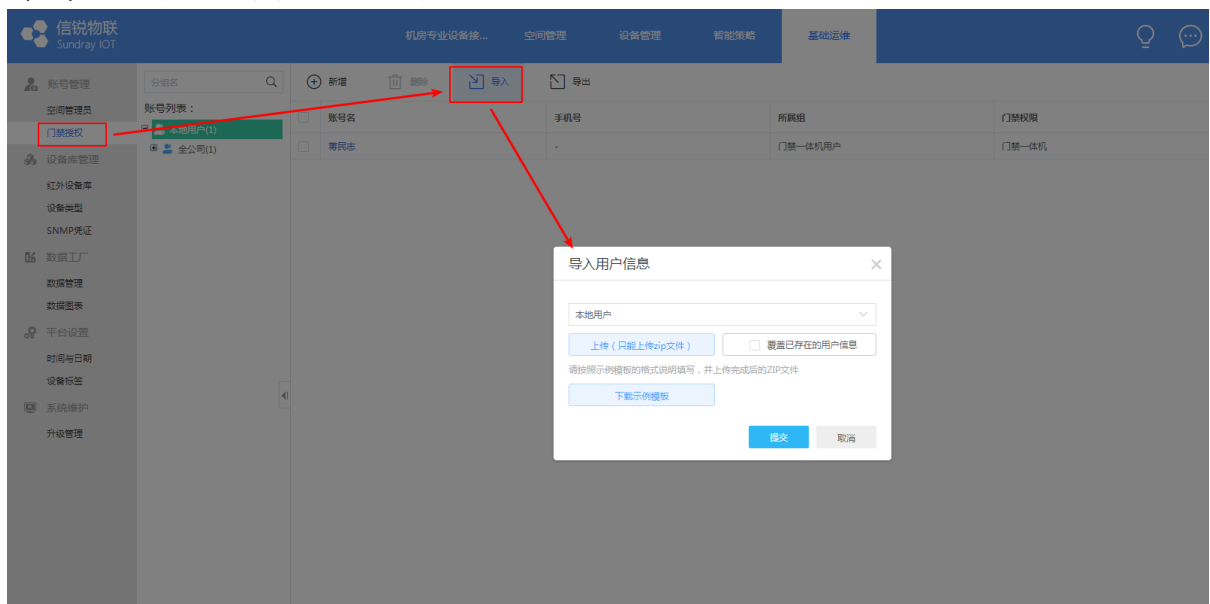 信锐物联
Sundray IOT
机房专业设备接... 空间管理 设备管理 智能策略 基础运维
账号管理
空间管理员
门禁授权
设备库管理
红外设备库
设备类型
SNMP凭证
数据工厂
数据管理
数据图表
平台设置
时间与日期
设备标签
系统维护
升级管理
分组名
账号列表：
本地用户(1)
全公司(1)
新增 删除 导入 导出
账号名 手机号 所属组 门禁权限
蒋民志 - 门禁一体机用户 门禁一体机
导入用户信息
本地用户
上传（只能上传zip文件） 覆盖已存在的用户信息
请按照示例模板的格式说明填写，并上传完成后的ZIP文件
下载示例模板
提交 取消